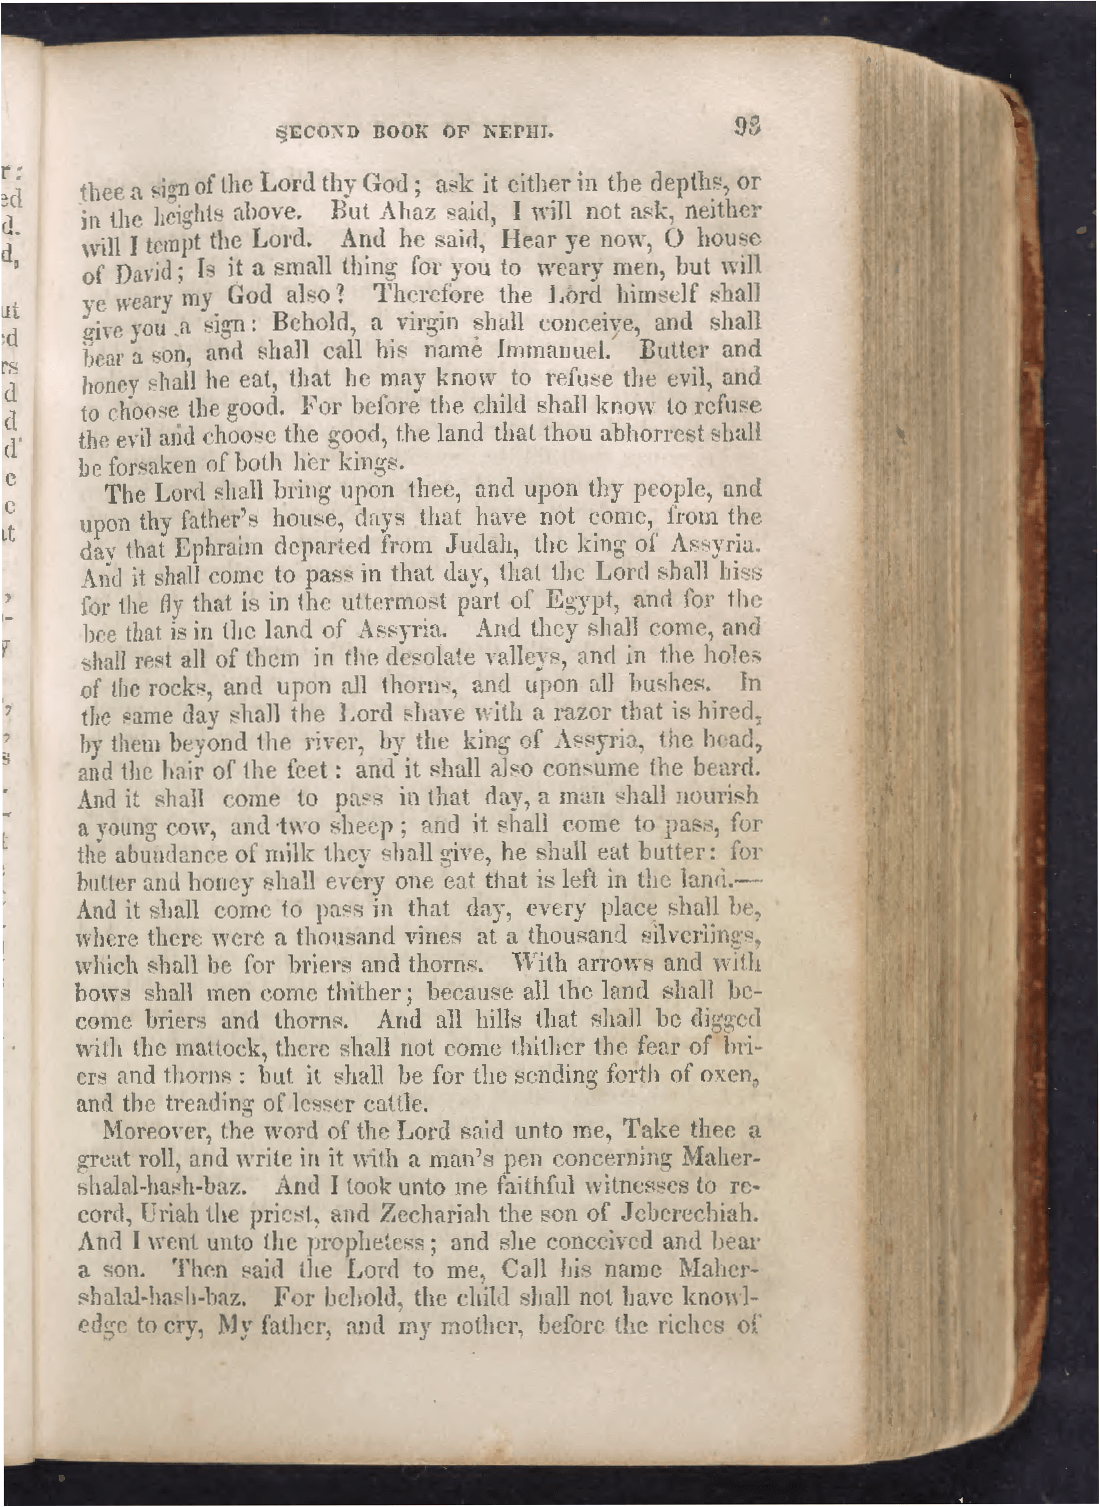 SECOND BOOK OF NEPHI. 93
thee a sign of the Lord thy God; ask it either in the depths, or
in the heights above. But Ahaz said, I will not ask, neither
will I tempt the Lord. And he said, Hear ye now, O house
of David; Is it a small thing for you to weary men, but will
ye weary my God also? Therefore the Lord himself shall
give you a sign: Behold, a virgin shall conceive, and shall
bear a son, and shall call his name Immanuel. Butter and
honey shall he eat, that he may know to refuse the evil, and
to choose the good. For before the child shall know to refuse
the evil and choose the good, the land that thou abhorrest shall
be forsaken of both her kings.
The Lord shall bring upon thee, and upon thy people, and
upon thy father's house, days that have not come, from the
day that Ephraim departed from Judah, the king of Assyria.
And it shall come to pass in that day, that the Lord shall hiss
for the fly that is in the uttermost part of Egypt, and for the
bee that is in the land of Assyria. And they shall come, and
shall rest all of them in the desolate valleys, and in the holes
of the rocks, and upon all thorns, and upon all bushes. In
the same day shall the Lord shave with a razor that is hired,
by them beyond the river, by the king of Assyria, the head,
and the hair of the feet: and it shall also consume the beard.
And it shall come to pass in that day, a man shall nourish
a young cow, and two sheep; and it shall come to pass, for
the abundance of milk they shall give, he shall eat butter: for
butter and honey shall every one eat that is left in the land.—
And it shall come to pass in that day, every place shall be,
where there were a thousand vines at a thousand silverlings,
which shall be for briers and thorns. With arrows and with
bows shall men come thither; because all the land shall be-
come briers and thorns. And all hills that shall be digged
with the mattock, there shall not come thither the fear of bri-
ers and thorns: but it shall be for the sending forth of oxen,
and the treading of lesser cattle.
Moreover, the word of the Lord said unto me, Take thee a
great roll, and write in it with a man's pen concerning Maher-
shalal-hash-baz. And I took unto me faithful witnesses to re-
cord, Uriah the priest, and Zechariah the son of Jeberechiah.
And I went unto the prophetess; and she conceived and bear
a son. Then said the Lord to me, Call his name Maher-
shalal-hash-baz. For behold, the child shall not have knowl-
edge to cry, My father, and my mother, before the riches of